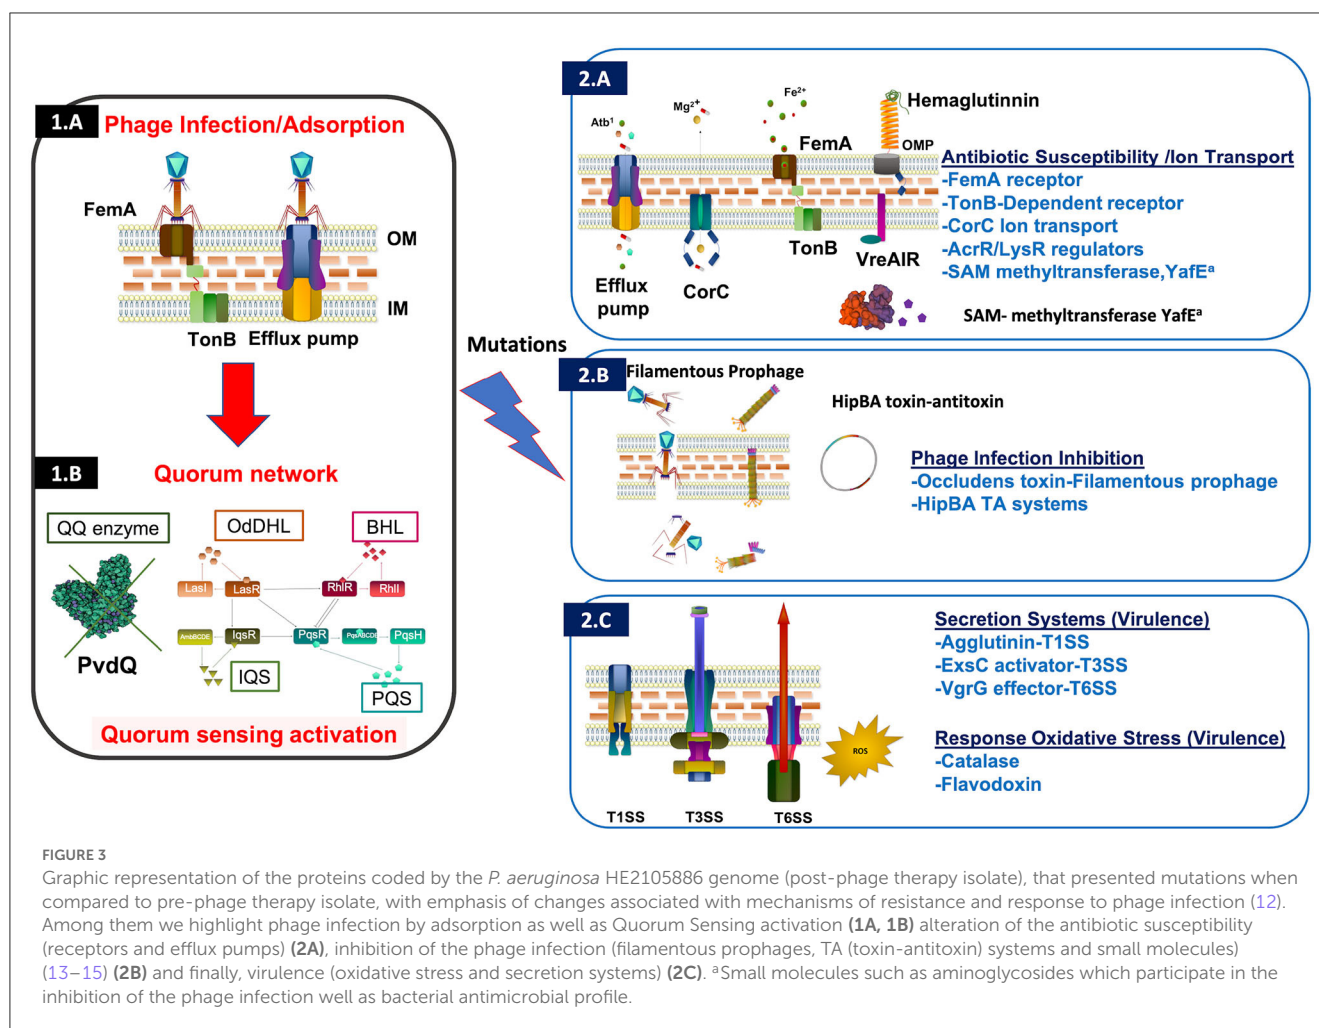 1.A
Phage Infection/Adsorption
FemA
OM
IM
TonB
Efflux pump
1.B
Quorum network
QQ enzyme
OdDHL
BHL
LasI
LasR
RhlR
RhlI
AmbBCDE
IqsR
PqsR
PqsABCDE
PqsH
PvdQ
IQS
PQS
Quorum sensing activation
Mutations
2.A
Atb¹
Mg²⁺
Fe²⁺
Hemaglutinnin
FemA
OMP
Efflux
pump
CorC
TonB
VreAIR
Antibiotic Susceptibility /Ion Transport
-FemA receptor
-TonB-Dependent receptor
-CorC Ion transport
-AcrR/LysR regulators
-SAM methyltransferase,YafEᵃ
SAM- methyltransferase YafEᵃ
2.B
Filamentous Prophage
HipBA toxin-antitoxin
Phage Infection Inhibition
-Occludens toxin-Filamentous prophage
-HipBA TA systems
2.C
T1SS
T3SS
T6SS
ROS
Secretion Systems (Virulence)
-Agglutinin-T1SS
-ExsC activator-T3SS
-VgrG effector-T6SS
Response Oxidative Stress (Virulence)
-Catalase
-Flavodoxin
FIGURE 3
Graphic representation of the proteins coded by the P. aeruginosa HE2105886 genome (post-phage therapy isolate), that presented mutations when
compared to pre-phage therapy isolate, with emphasis of changes associated with mechanisms of resistance and response to phage infection (12).
Among them we highlight phage infection by adsorption as well as Quorum Sensing activation (1A, 1B) alteration of the antibiotic susceptibility
(receptors and efflux pumps) (2A), inhibition of the phage infection (filamentous prophages, TA (toxin-antitoxin) systems and small molecules)
(13–15) (2B) and finally, virulence (oxidative stress and secretion systems) (2C). ᵃSmall molecules such as aminoglycosides which participate in the
inhibition of the phage infection well as bacterial antimicrobial profile.